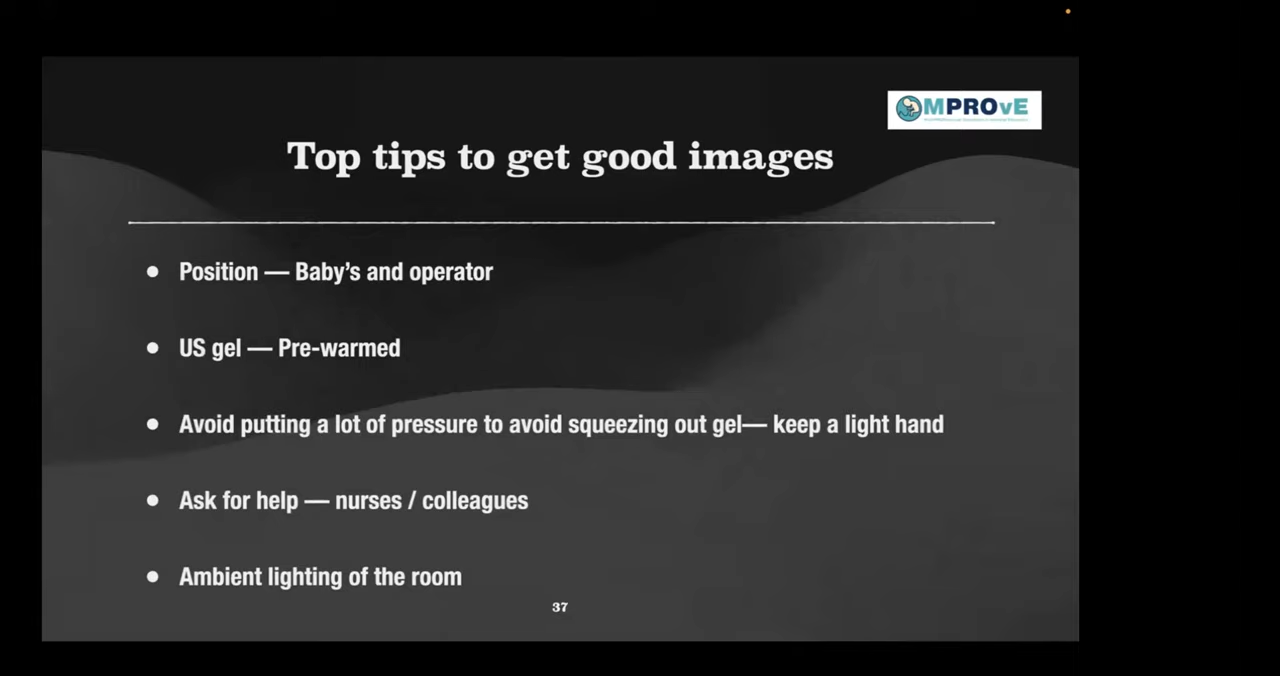 MPROvE
Top tips to get good images
● Position — Baby’s and operator
● US gel — Pre-warmed
● Avoid putting a lot of pressure to avoid squeezing out gel— keep a light hand
● Ask for help — nurses / colleagues
● Ambient lighting of the room
37